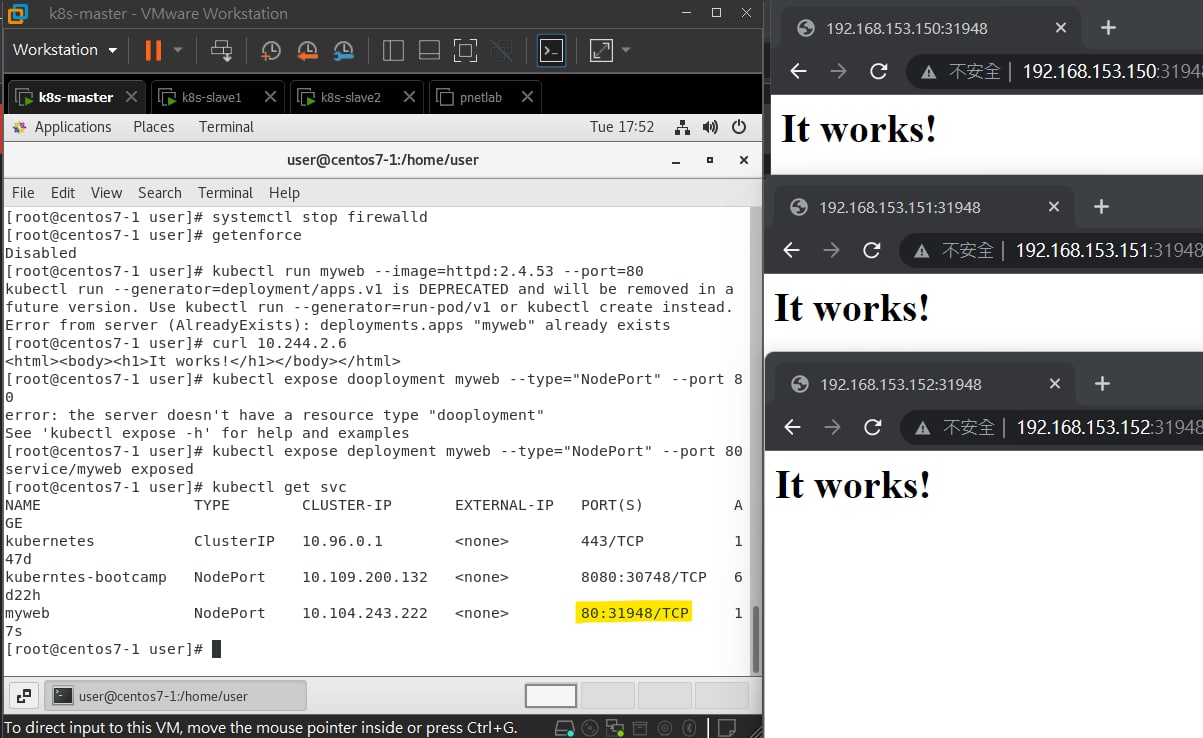 k8s-master - VMware Workstation
Workstation
k8s-master
k8s-slave1
k8s-slave2
pnetlab
Applications Places Terminal Tue 17:52
user@centos7-1:/home/user
File Edit View Search Terminal Help
[root@centos7-1 user]# systemctl stop firewalld
[root@centos7-1 user]# getenforce
Disabled
[root@centos7-1 user]# kubectl run myweb --image=httpd:2.4.53 --port=80
kubectl run --generator=deployment/apps.v1 is DEPRECATED and will be removed in a
future version. Use kubectl run --generator=run-pod/v1 or kubectl create instead.
Error from server (AlreadyExists): deployments.apps "myweb" already exists
[root@centos7-1 user]# curl 10.244.2.6
<html><body><h1>It works!</h1></body></html>
[root@centos7-1 user]# kubectl expose dooployment myweb --type="NodePort" --port 8
0
error: the server doesn't have a resource type "dooployment"
See 'kubectl expose -h' for help and examples
[root@centos7-1 user]# kubectl expose deployment myweb --type="NodePort" --port 80
service/myweb exposed
[root@centos7-1 user]# kubectl get svc
NAME TYPE CLUSTER-IP EXTERNAL-IP PORT(S) A
GE
kubernetes ClusterIP 10.96.0.1 <none> 443/TCP 1
47d
kuberntes-bootcamp NodePort 10.109.200.132 <none> 8080:30748/TCP 6
d22h
myweb NodePort 10.104.243.222 <none> 80:31948/TCP 1
7s
[root@centos7-1 user]#
user@centos7-1:/home/user
To direct input to this VM, move the mouse pointer inside or press Ctrl+G.
192.168.153.150:31948
不安全 192.168.153.150:3194
It works!
192.168.153.151:31948
不安全 192.168.153.151:31948
It works!
192.168.153.152:31948
不安全 192.168.153.152:31948
It works!